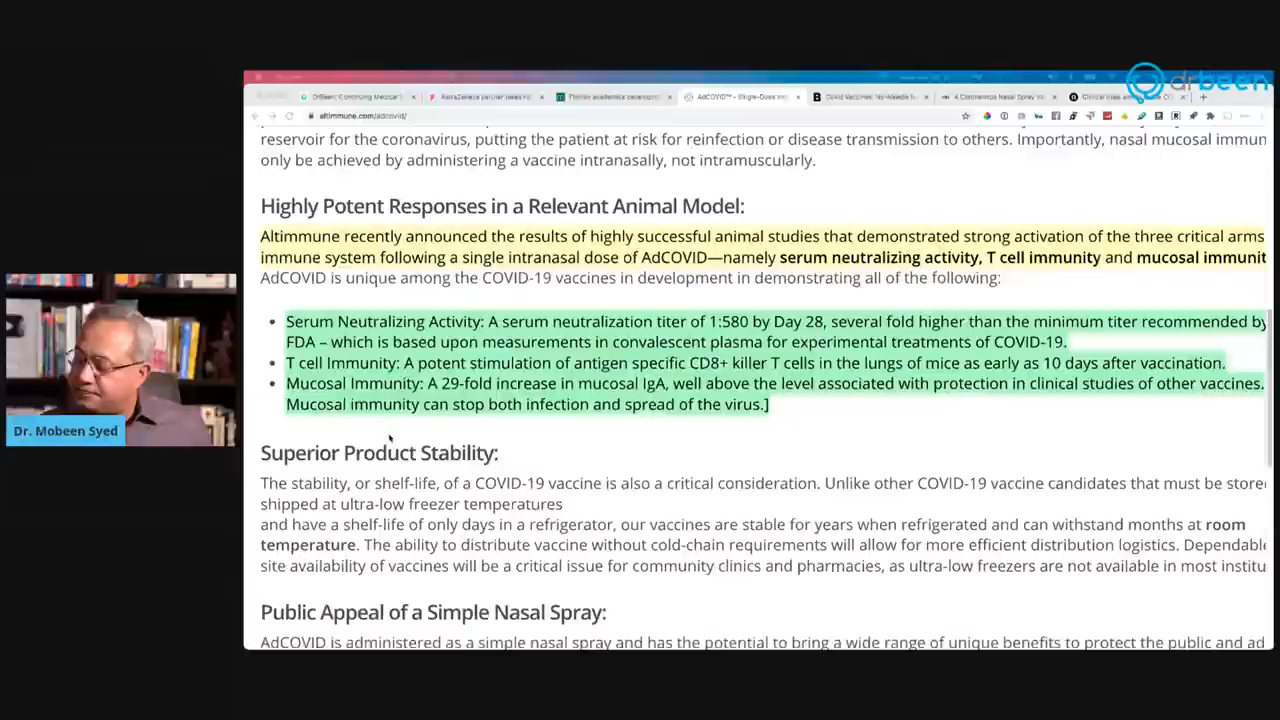 drbeen
DrBeen: Continuing Medical
AdCOVID™ - Single-Dose Int
Covid Vaccines: No-Needle N
A Coronavirus Nasal Spray Va
altimmune.com/adcovid/
reservoir for the coronavirus, putting the patient at risk for reinfection or disease transmission to others. Importantly, nasal mucosal immun
only be achieved by administering a vaccine intranasally, not intramuscularly.
Highly Potent Responses in a Relevant Animal Model:
Altimmune recently announced the results of highly successful animal studies that demonstrated strong activation of the three critical arms
immune system following a single intranasal dose of AdCOVID—namely serum neutralizing activity, T cell immunity and mucosal immunit
AdCOVID is unique among the COVID-19 vaccines in development in demonstrating all of the following:
• Serum Neutralizing Activity: A serum neutralization titer of 1:580 by Day 28, several fold higher than the minimum titer recommended by
FDA – which is based upon measurements in convalescent plasma for experimental treatments of COVID-19.
• T cell Immunity: A potent stimulation of antigen specific CD8+ killer T cells in the lungs of mice as early as 10 days after vaccination.
• Mucosal Immunity: A 29-fold increase in mucosal IgA, well above the level associated with protection in clinical studies of other vaccines.
Mucosal immunity can stop both infection and spread of the virus.]
Dr. Mobeen Syed
Superior Product Stability:
The stability, or shelf-life, of a COVID-19 vaccine is also a critical consideration. Unlike other COVID-19 vaccine candidates that must be store
shipped at ultra-low freezer temperatures
and have a shelf-life of only days in a refrigerator, our vaccines are stable for years when refrigerated and can withstand months at room
temperature. The ability to distribute vaccine without cold-chain requirements will allow for more efficient distribution logistics. Dependable
site availability of vaccines will be a critical issue for community clinics and pharmacies, as ultra-low freezers are not available in most institu
Public Appeal of a Simple Nasal Spray:
AdCOVID is administered as a simple nasal spray and has the potential to bring a wide range of unique benefits to protect the public and ad